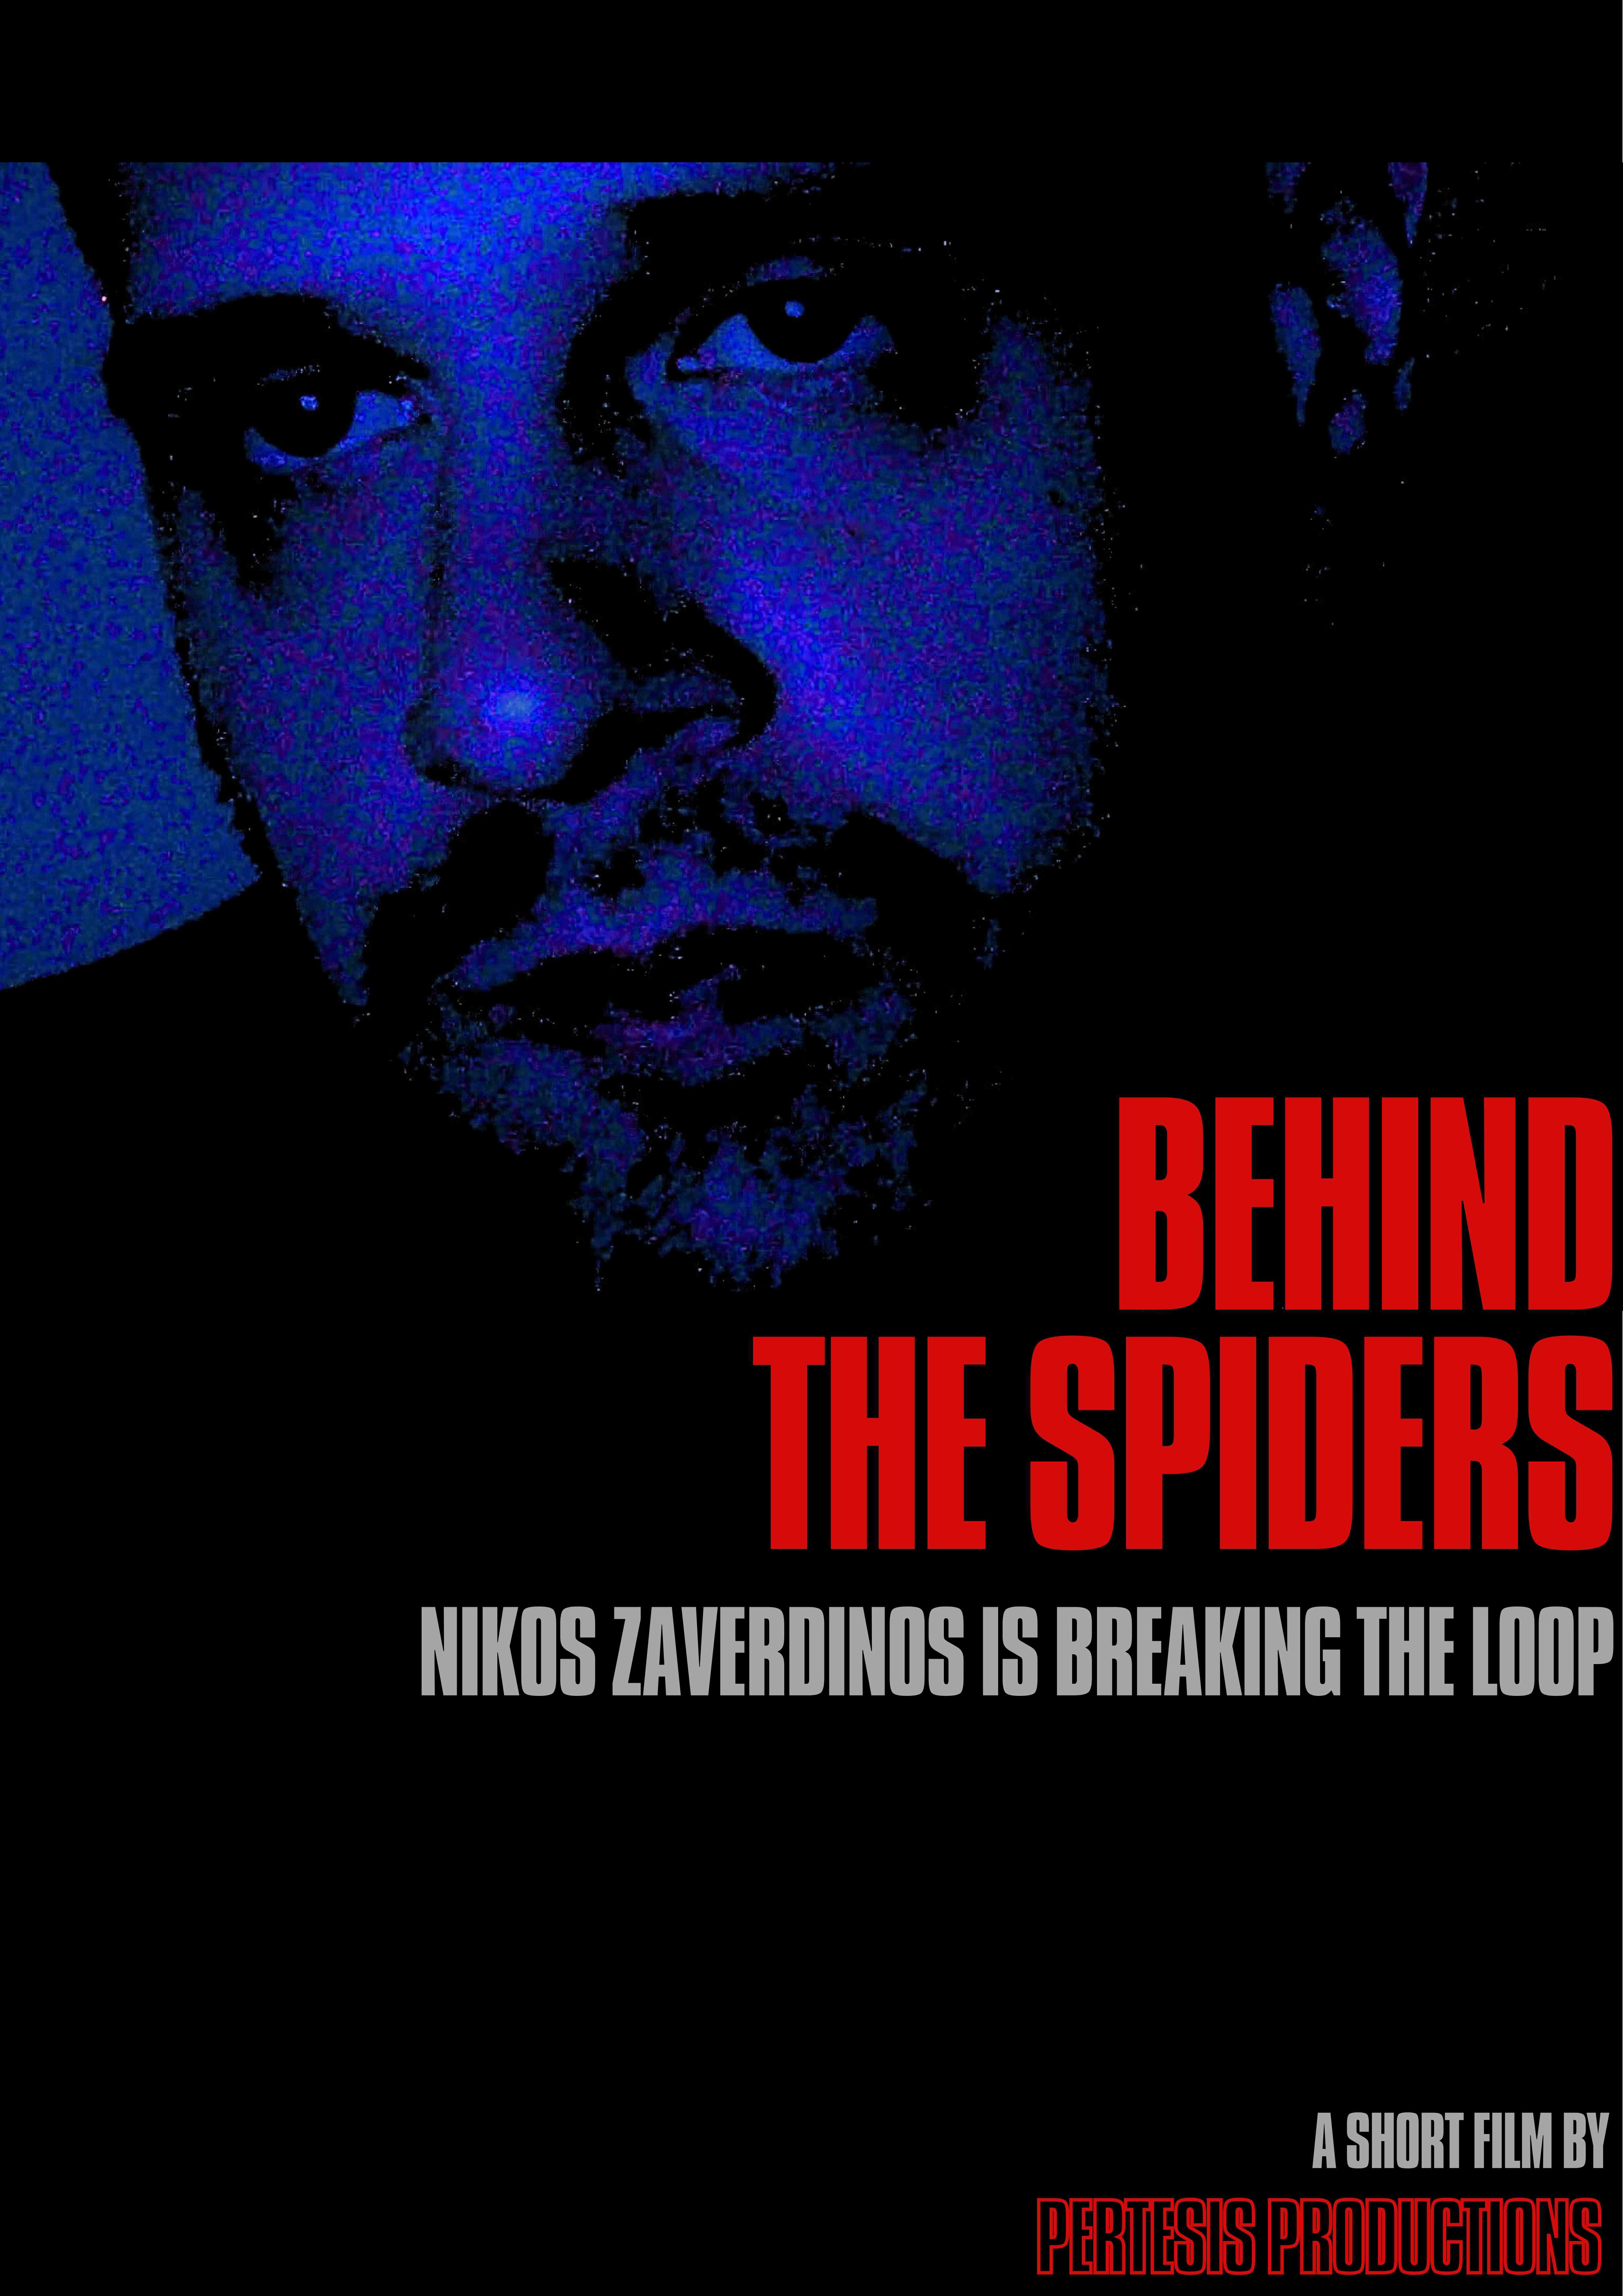 BEHIND
THE SPIDERS
NIKOS ZAVERDINOS IS BREAKING THE LOOP
A SHORT FILM BY
PERTESIS PRODUCTIONS